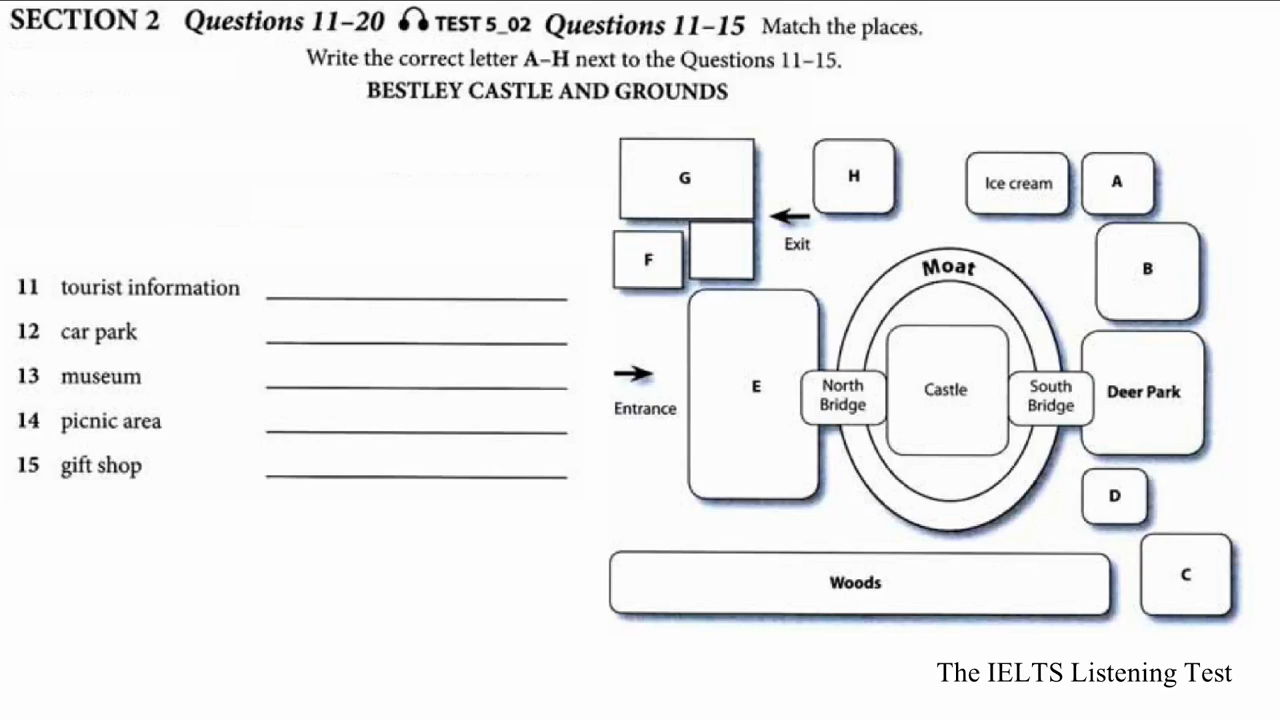 SECTION 2 Questions 11–20 TEST 5_02 Questions 11–15 Match the places.
Write the correct letter A–H next to the Questions 11–15.
BESTLEY CASTLE AND GROUNDS
11 tourist information
12 car park
13 museum
14 picnic area
15 gift shop
G
H
Ice cream
A
F
Exit
B
Moat
E
Entrance
North
Bridge
Castle
South
Bridge
Deer Park
D
Woods
C
The IELTS Listening Test